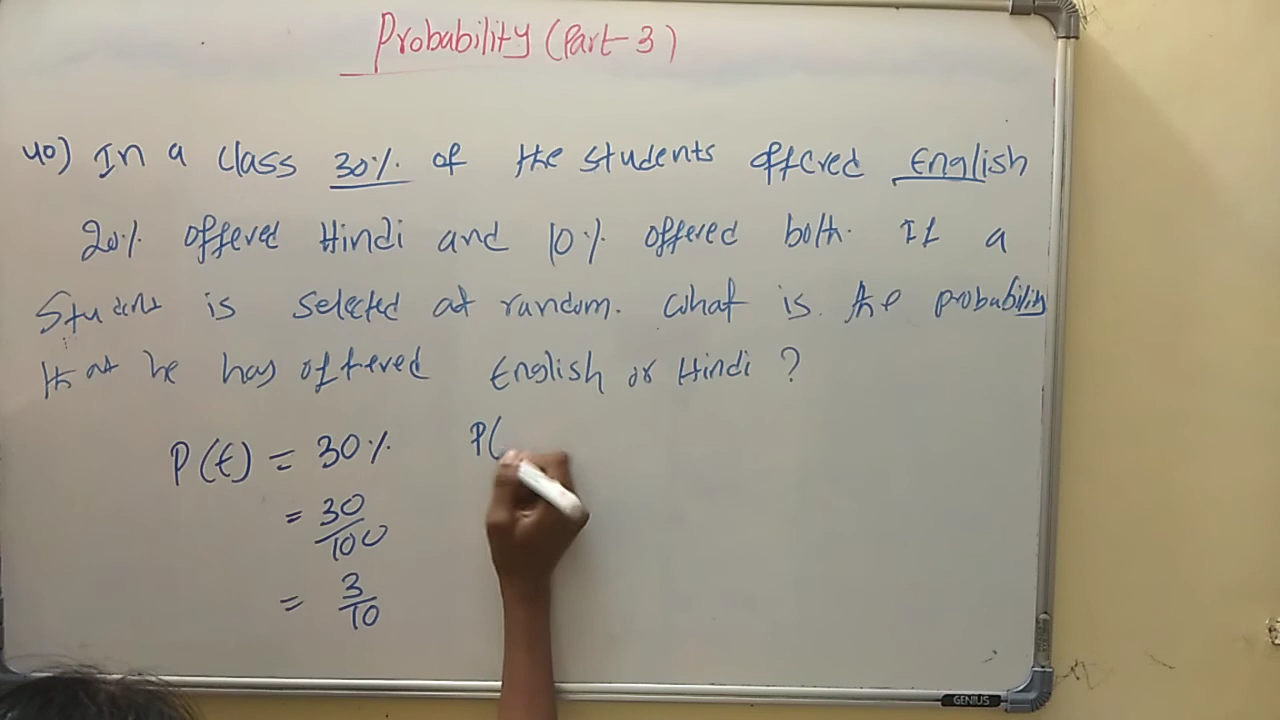 Probability (Part-3)
40) In a class 30% of the students offered English
20% offered Hindi and 10% offered both. If a
Student is selected at random. What is the probability
that he has offered English or Hindi ?
P(E) = 30%
= 30/100
= 3/10
P(
GENIUS